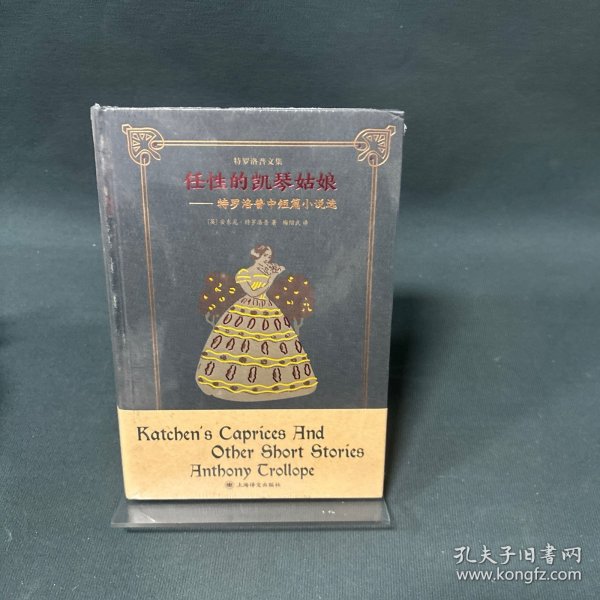 特罗洛普文集
任性的凯琴姑娘
——特罗洛普中短篇小说选
[英]安东尼·特罗洛普 著 梅绍武 译
Katchen's Caprices And
Other Short Stories
Anthony Trollope
上海译文出版社
孔夫子旧书网
www.kongfz.com